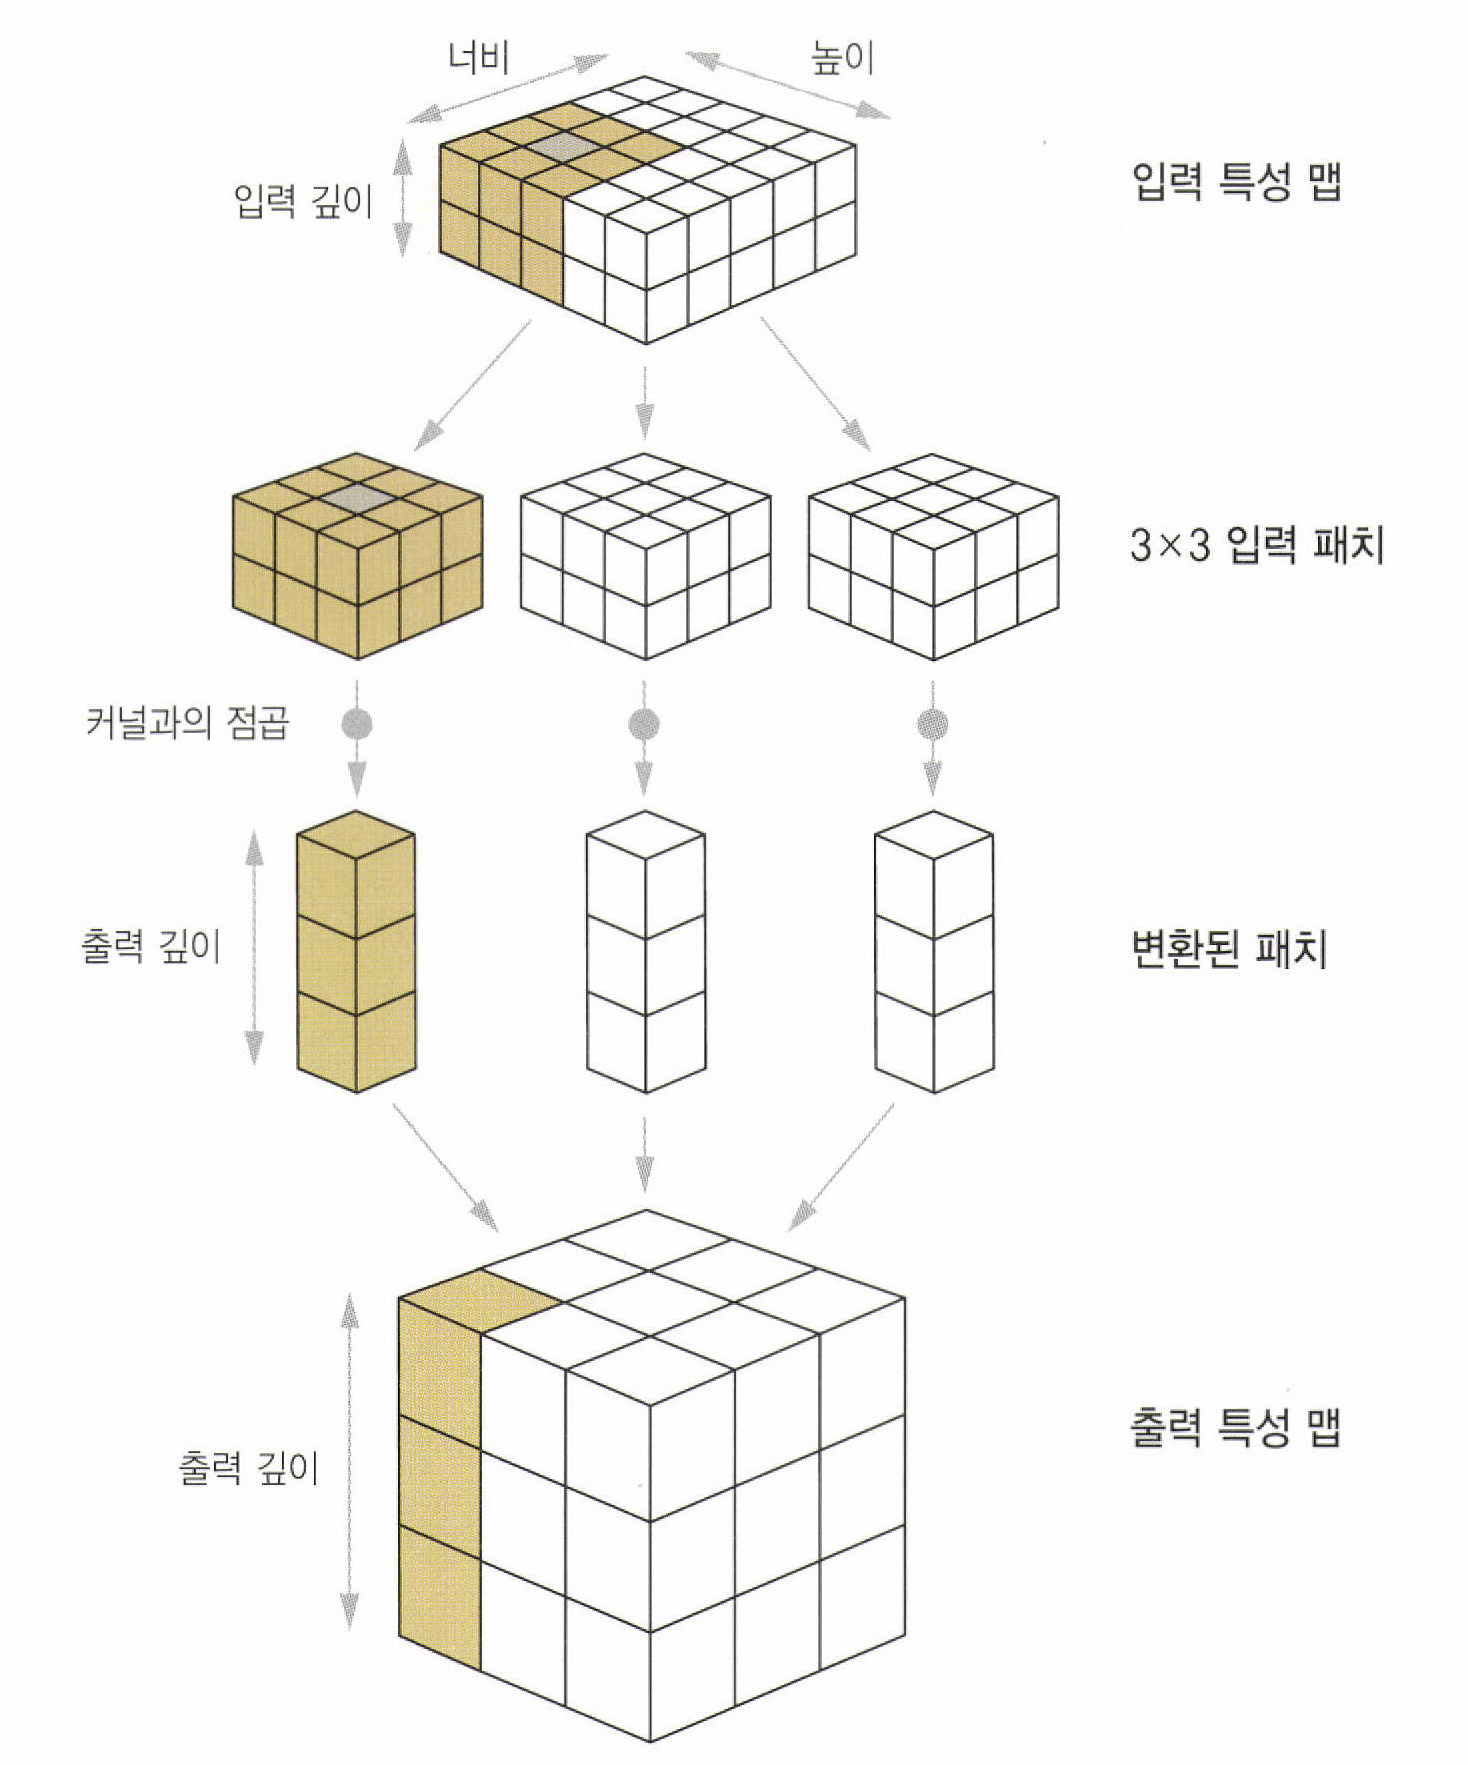 너비
높이
입력 깊이
입력 특성 맵
3×3 입력 패치
커널과의 점곱
출력 깊이
변환된 패치
출력 깊이
출력 특성 맵